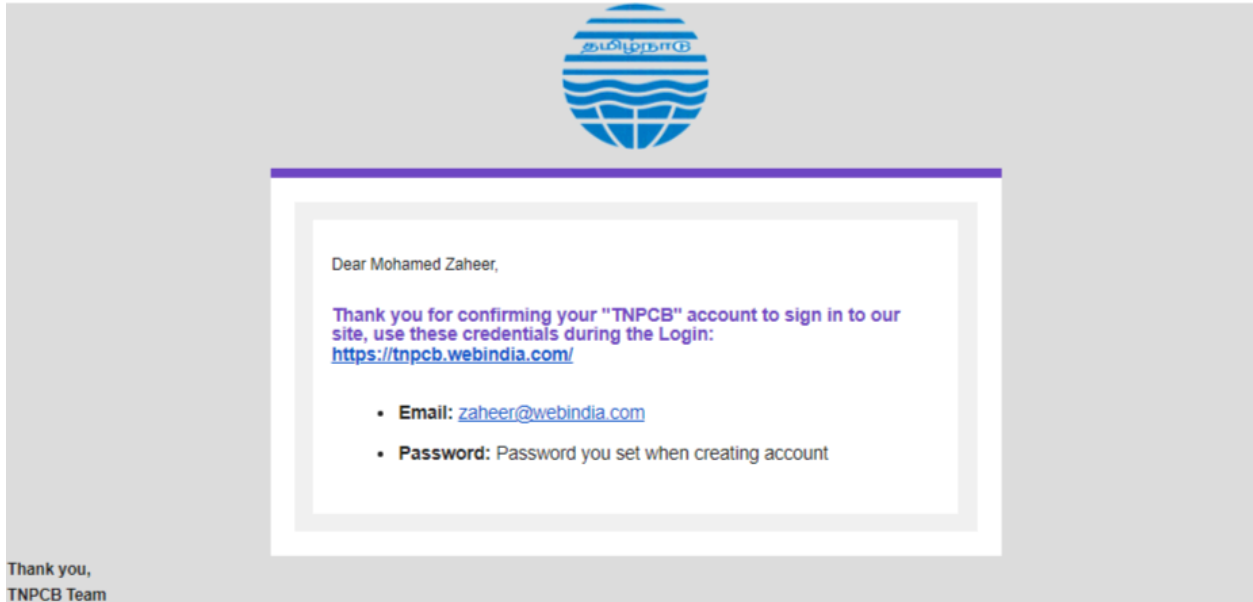 தமிழ்நாடு
Dear Mohamed Zaheer,
Thank you for confirming your "TNPCB" account to sign in to our
site, use these credentials during the Login:
https://tnpcb.webindia.com/
• Email: zaheer@webindia.com
• Password: Password you set when creating account
Thank you,
TNPCB Team